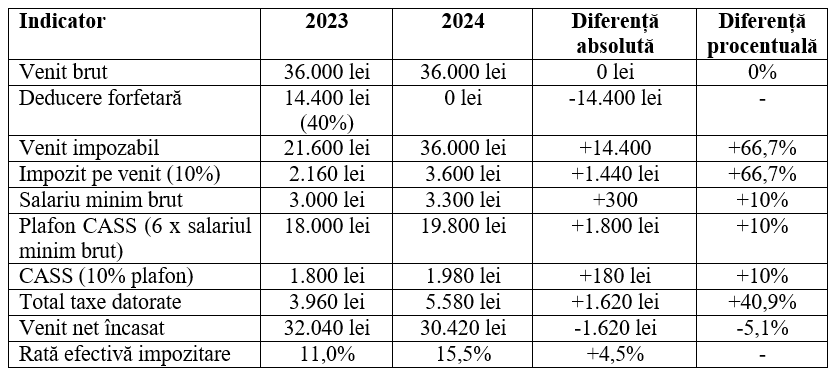 Indicator 2023 2024 Diferență Diferență
absolută procentuală
Venit brut 36.000 lei 36.000 lei 0 lei 0%
Deducere forfetară 14.400 lei 0 lei -14.400 lei -
(40%)
Venit impozabil 21.600 lei 36.000 lei +14.400 +66,7%
Impozit pe venit (10%) 2.160 lei 3.600 lei +1.440 lei +66,7%
Salariu minim brut 3.000 lei 3.300 lei +300 +10%
Plafon CASS (6 x salariul 18.000 lei 19.800 lei +1.800 lei +10%
minim brut)
CASS (10% plafon) 1.800 lei 1.980 lei +180 lei +10%
Total taxe datorate 3.960 lei 5.580 lei +1.620 lei +40,9%
Venit net încasat 32.040 lei 30.420 lei -1.620 lei -5,1%
Rată efectivă impozitare 11,0% 15,5% +4,5% -